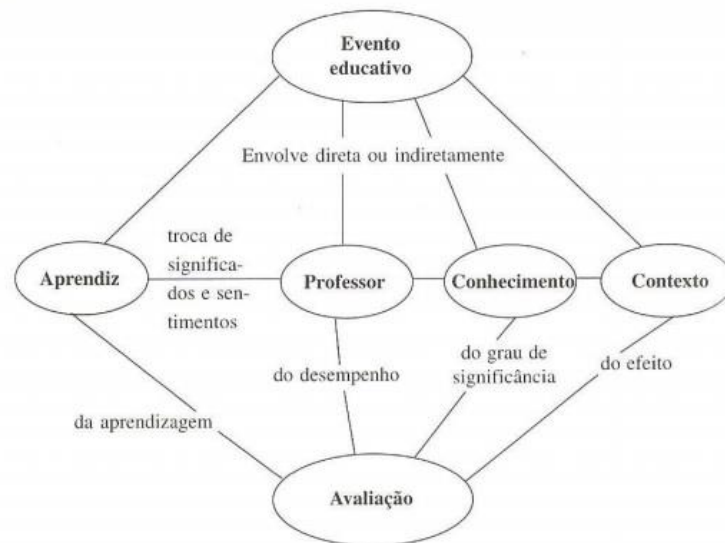 Evento
educativo
Envolve direta ou indiretamente
troca de
significa-
dos e sen-
timentos
Aprendiz
Professor
Conhecimento
Contexto
do desempenho
do grau de
significância
do efeito
da aprendizagem
Avaliação